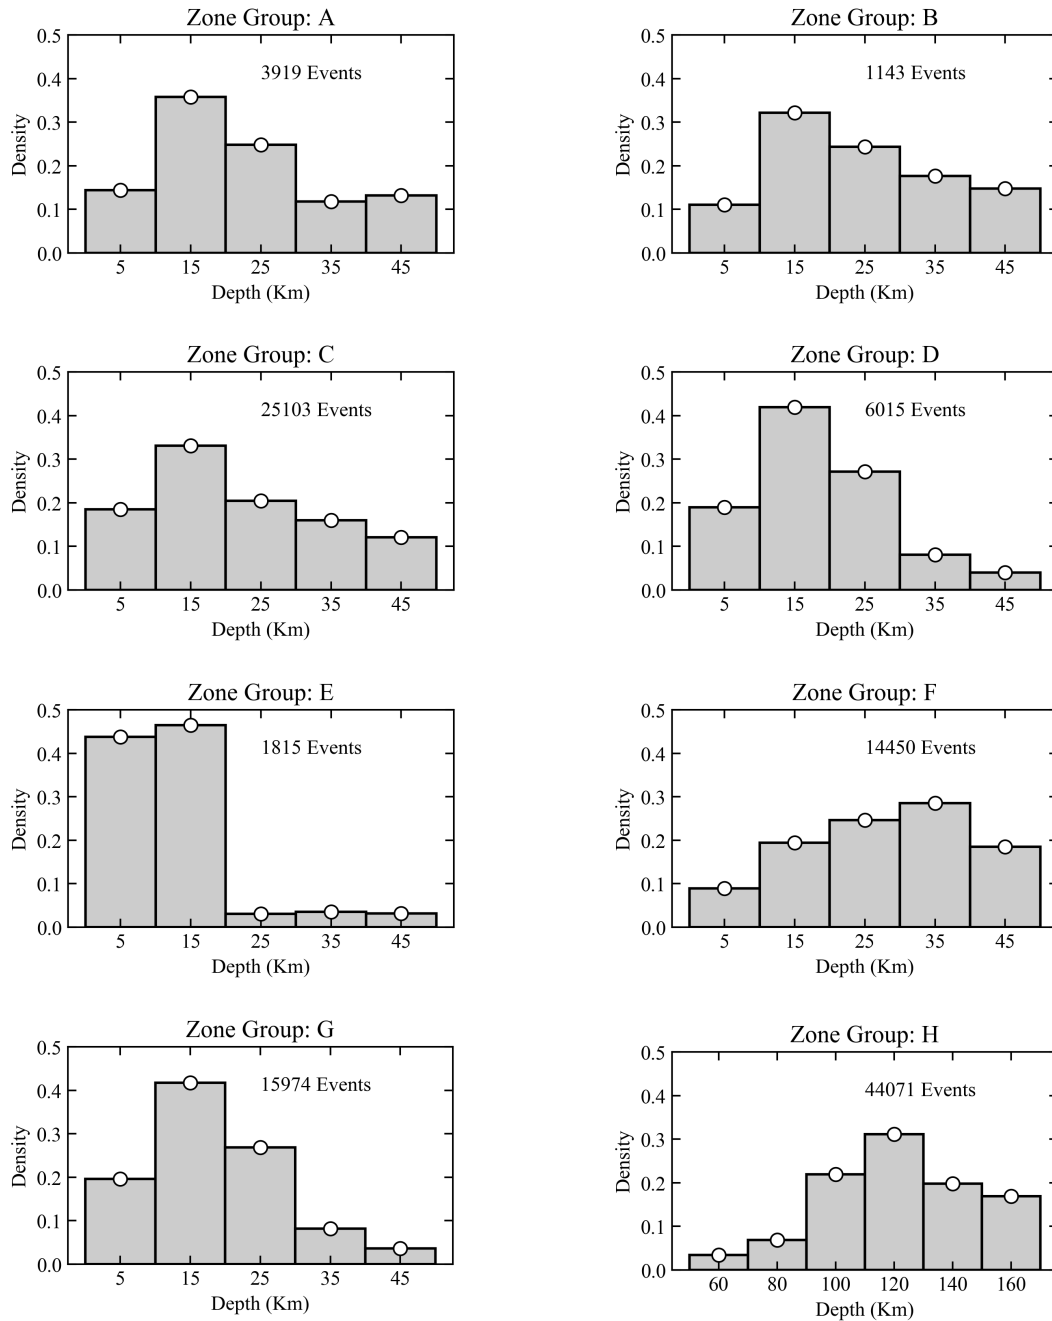 Zone Group: A
3919 Events
Density
0.5
0.4
0.3
0.2
0.1
0.0
5 15 25 35 45
Depth (Km)
Zone Group: B
1143 Events
Density
0.5
0.4
0.3
0.2
0.1
0.0
5 15 25 35 45
Depth (Km)
Zone Group: C
25103 Events
Density
0.5
0.4
0.3
0.2
0.1
0.0
5 15 25 35 45
Depth (Km)
Zone Group: D
6015 Events
Density
0.5
0.4
0.3
0.2
0.1
0.0
5 15 25 35 45
Depth (Km)
Zone Group: E
1815 Events
Density
0.5
0.4
0.3
0.2
0.1
0.0
5 15 25 35 45
Depth (Km)
Zone Group: F
14450 Events
Density
0.5
0.4
0.3
0.2
0.1
0.0
5 15 25 35 45
Depth (Km)
Zone Group: G
15974 Events
Density
0.5
0.4
0.3
0.2
0.1
0.0
5 15 25 35 45
Depth (Km)
Zone Group: H
44071 Events
Density
0.5
0.4
0.3
0.2
0.1
0.0
60 80 100 120 140 160
Depth (Km)